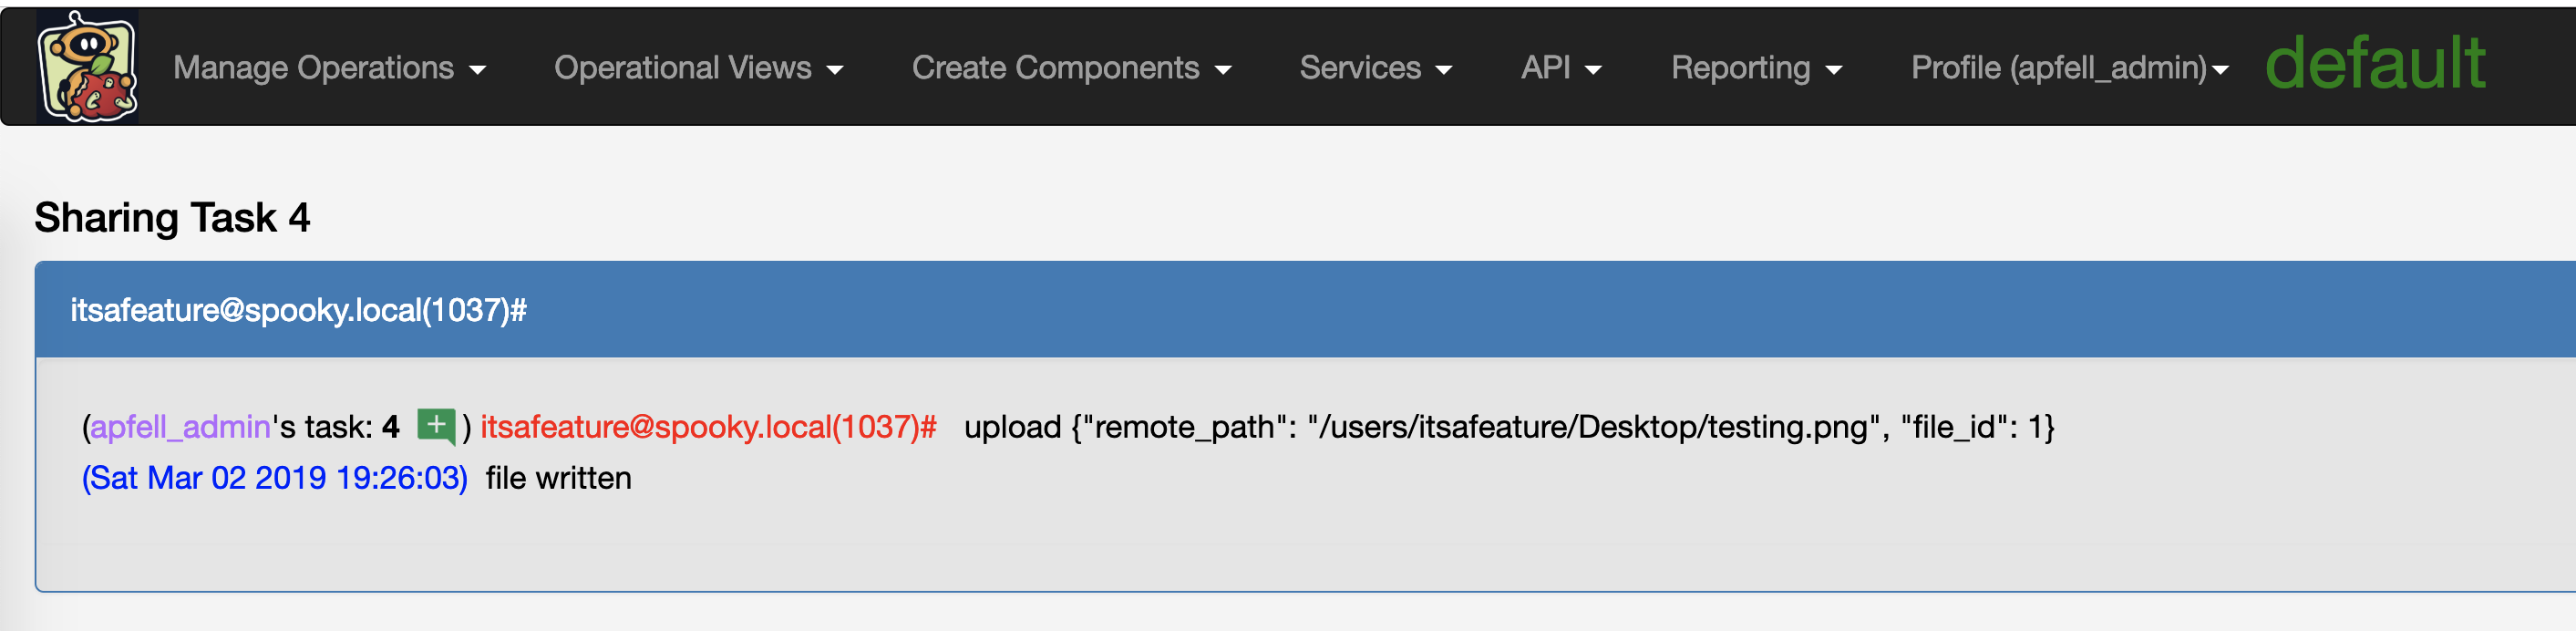 Manage Operations Operational Views Create Components Services API Reporting Profile (apfell_admin) default
Sharing Task 4
itsafeature@spooky.local(1037)#
(apfell_admin's task: 4 ) itsafeature@spooky.local(1037)# upload {"remote_path": "/users/itsafeature/Desktop/testing.png", "file_id": 1}
(Sat Mar 02 2019 19:26:03) file written